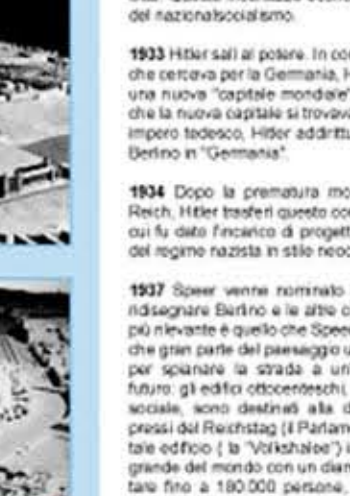 del nazionalsocialismo.
1933 Hitler salì al potere. In co
che cercava per la Germania, H
una nuova "capitale mondiale"
che la nuova capitale si trovava
impero tedesco, Hitler addirittu
Berlino in "Germania".
1934 Dopo la prematura mo
Reich, Hitler trasferì questo co
cui fu dato l'incarico di progett
del regime nazista in stile neoc
1937 Speer venne nominato
ridisegnare Berlino e le altre c
più rilevante è quello che Speer
che gran parte del paesaggio u
per spianare la strada a un
futuro: gli edifici ottocenteschi,
sociale, sono destinati alla d
pressi del Reichstag (il Parlam
tale edificio ( la "Volkshalee") i
grande del mondo con un diam
tare fino a 180.000 persone.